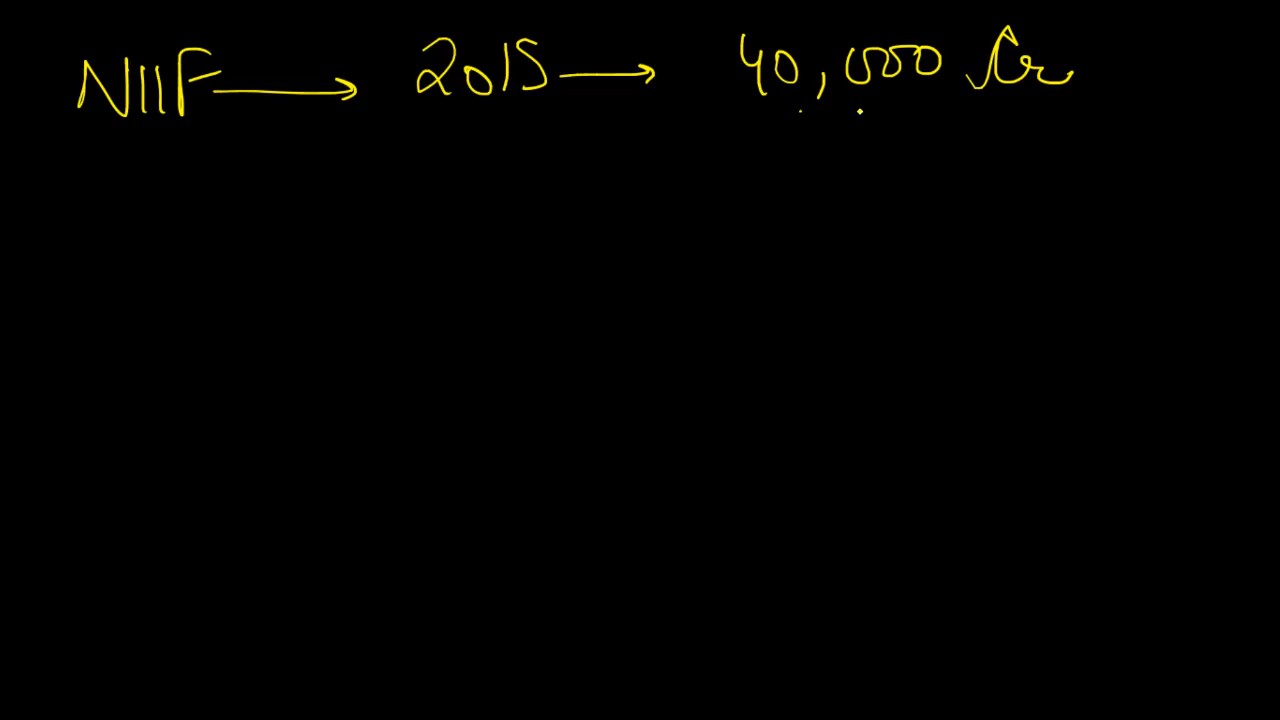 NIIF → 2015 → 40,000 Cr